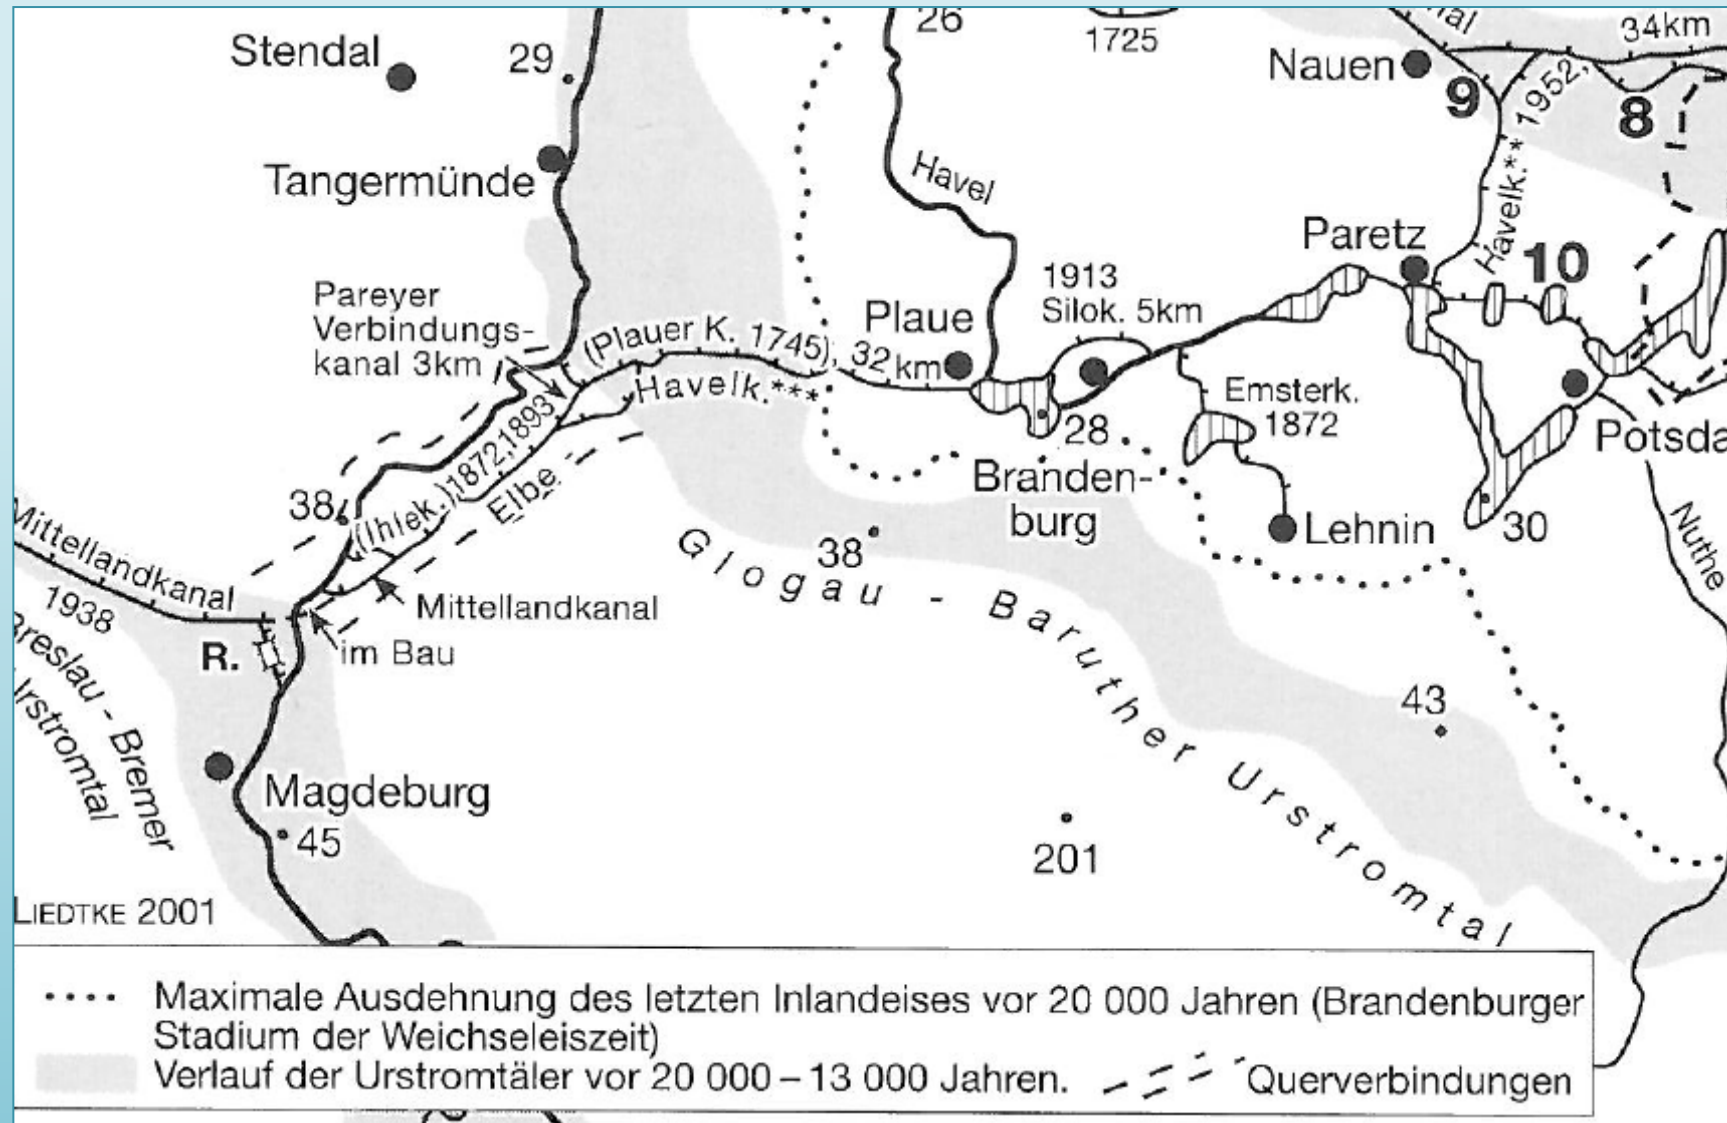 26
1725
34km
Stendal
29
Nauen
9
1952,
8
Tangermünde
Havel
Havelk.**
Paretz
10
Pareyer
Verbindungs-
kanal 3km
1913
Silok. 5km
Plaue
(Plauer K. 1745), 32 km
Havelk.***
Emsterk.
1872
28
Potsda
(Ihlek.) 1872, 1893
Elbe
Branden-
burg
38
38
Lehnin
30
Nuthe
Mittellandkanal
1938
Glogau - Baruther Urstromtal
Mittellandkanal
im Bau
R.
Breslau - Bremer
Urstromtal
43
Magdeburg
45
201
LIEDTKE 2001
Maximale Ausdehnung des letzten Inlandeises vor 20 000 Jahren (Brandenburger
Stadium der Weichseleiszeit)
Verlauf der Urstromtäler vor 20 000 – 13 000 Jahren.
Querverbindungen